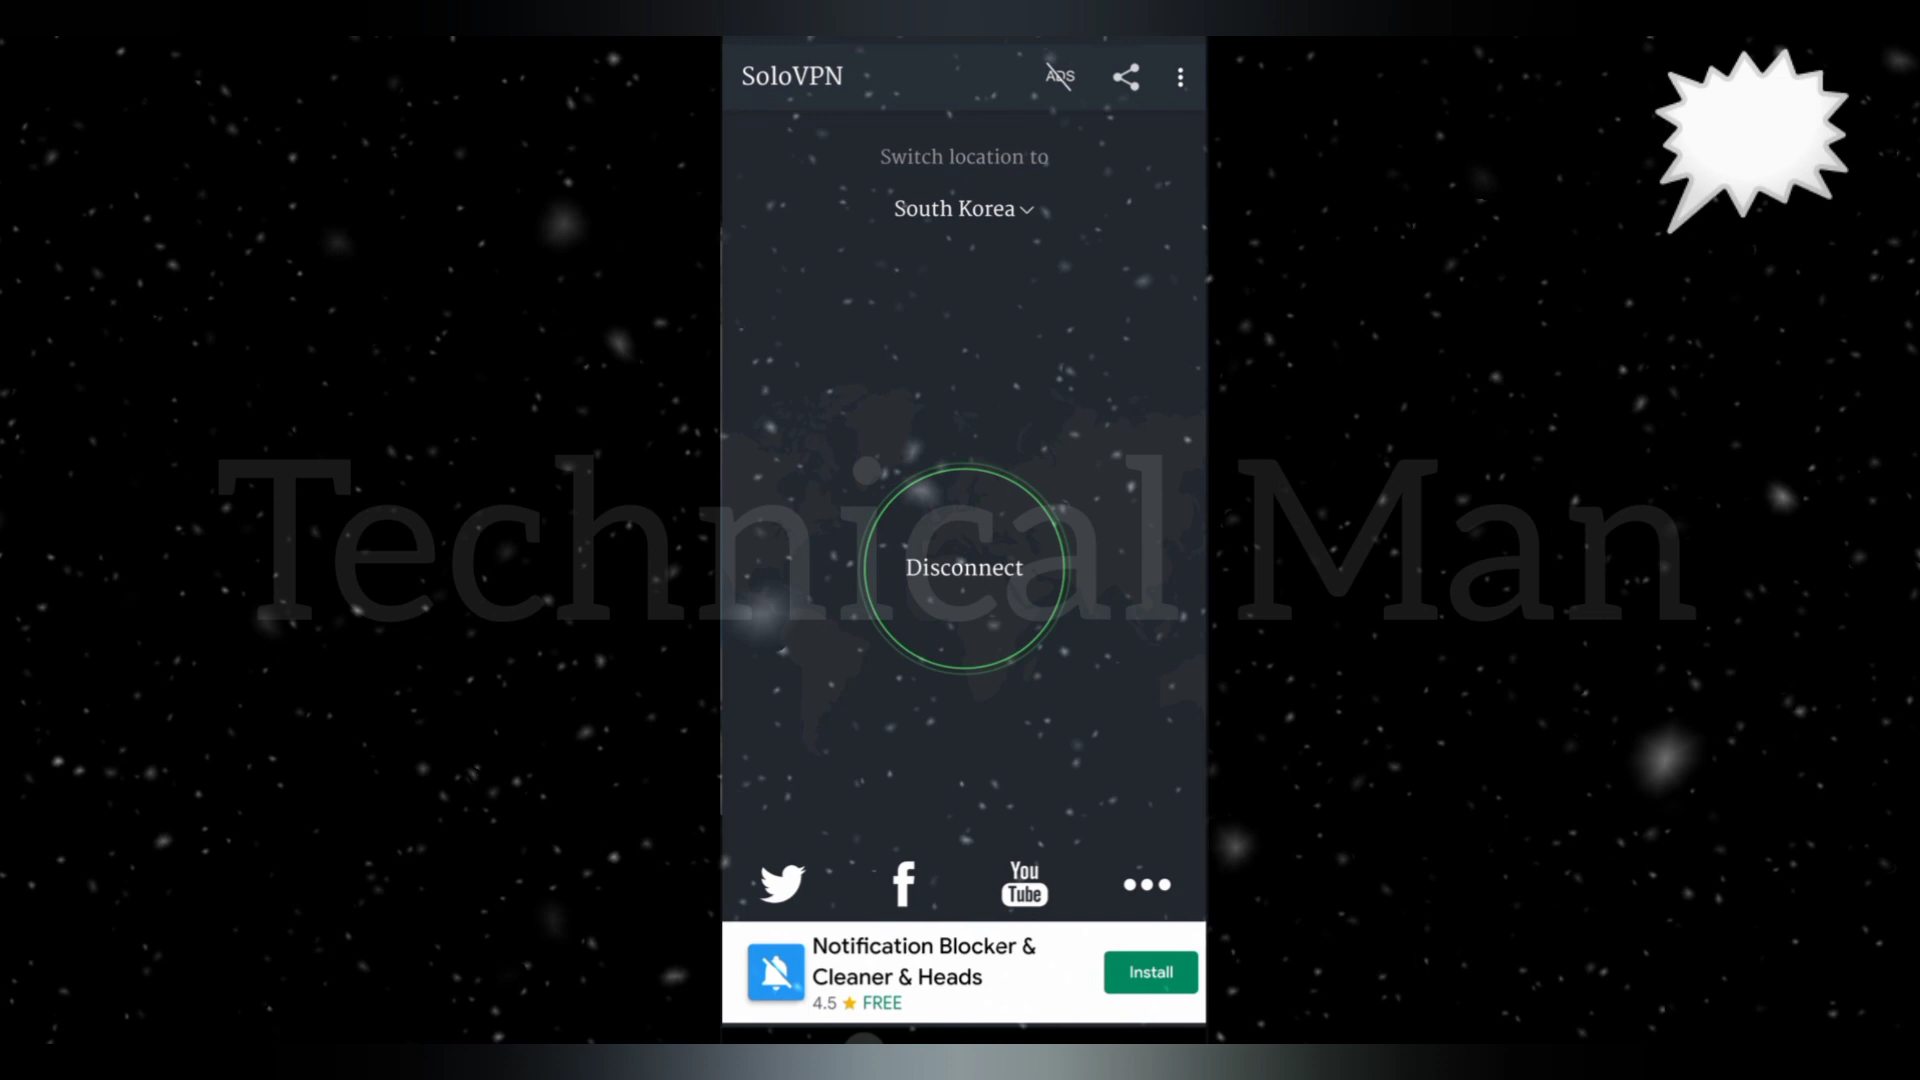 SoloVPN
ADS
Switch location to
South Korea
Technical Man
Disconnect
You
Tube
Notification Blocker &
Cleaner & Heads
4.5 ★ FREE
Install